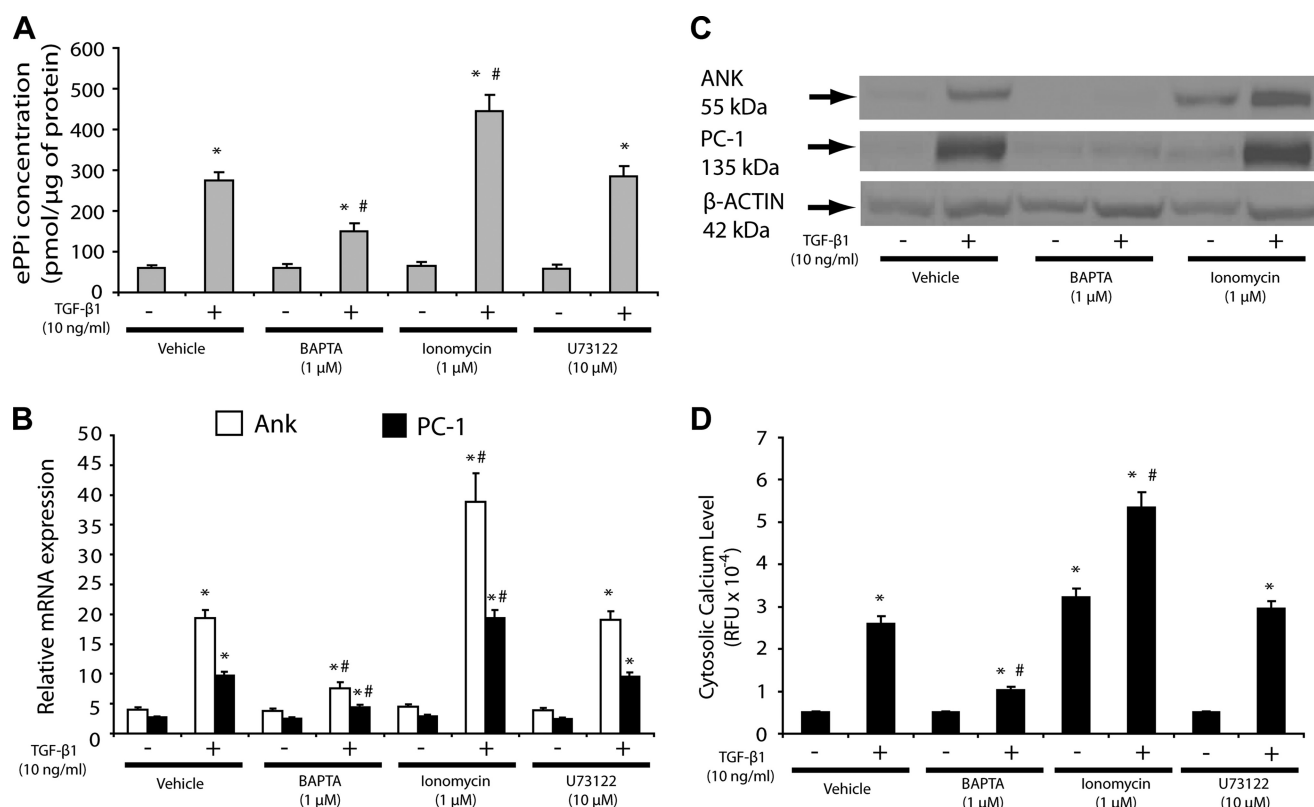 A
ePPi concentration
(pmol/µg of protein)
600
500
400
300
200
100
0
*
* #
* #
*
TGF-β1
(10 ng/ml)
- + - + - + - +
Vehicle BAPTA Ionomycin U73122
(1 µM) (1 µM) (10 µM)
B
Ank PC-1
Relative mRNA expression
50
45
40
35
30
25
20
15
10
5
0
*
*
*#
*#
*#
*#
*
*
TGF-β1
(10 ng/ml)
- + - + - + - +
Vehicle BAPTA Ionomycin U73122
(1 µM) (1 µM) (10 µM)
C
ANK
55 kDa
PC-1
135 kDa
β-ACTIN
42 kDa
TGF-β1
(10 ng/ml)
- + - + - +
Vehicle BAPTA Ionomycin
(1 µM) (1 µM)
D
Cytosolic Calcium Level
(RFU x 10⁻⁴)
7
6
5
4
3
2
1
0
*
* #
*
* #
*
TGF-β1
(10 ng/ml)
- + - + - + - +
Vehicle BAPTA Ionomycin U73122
(1 µM) (1 µM) (10 µM)